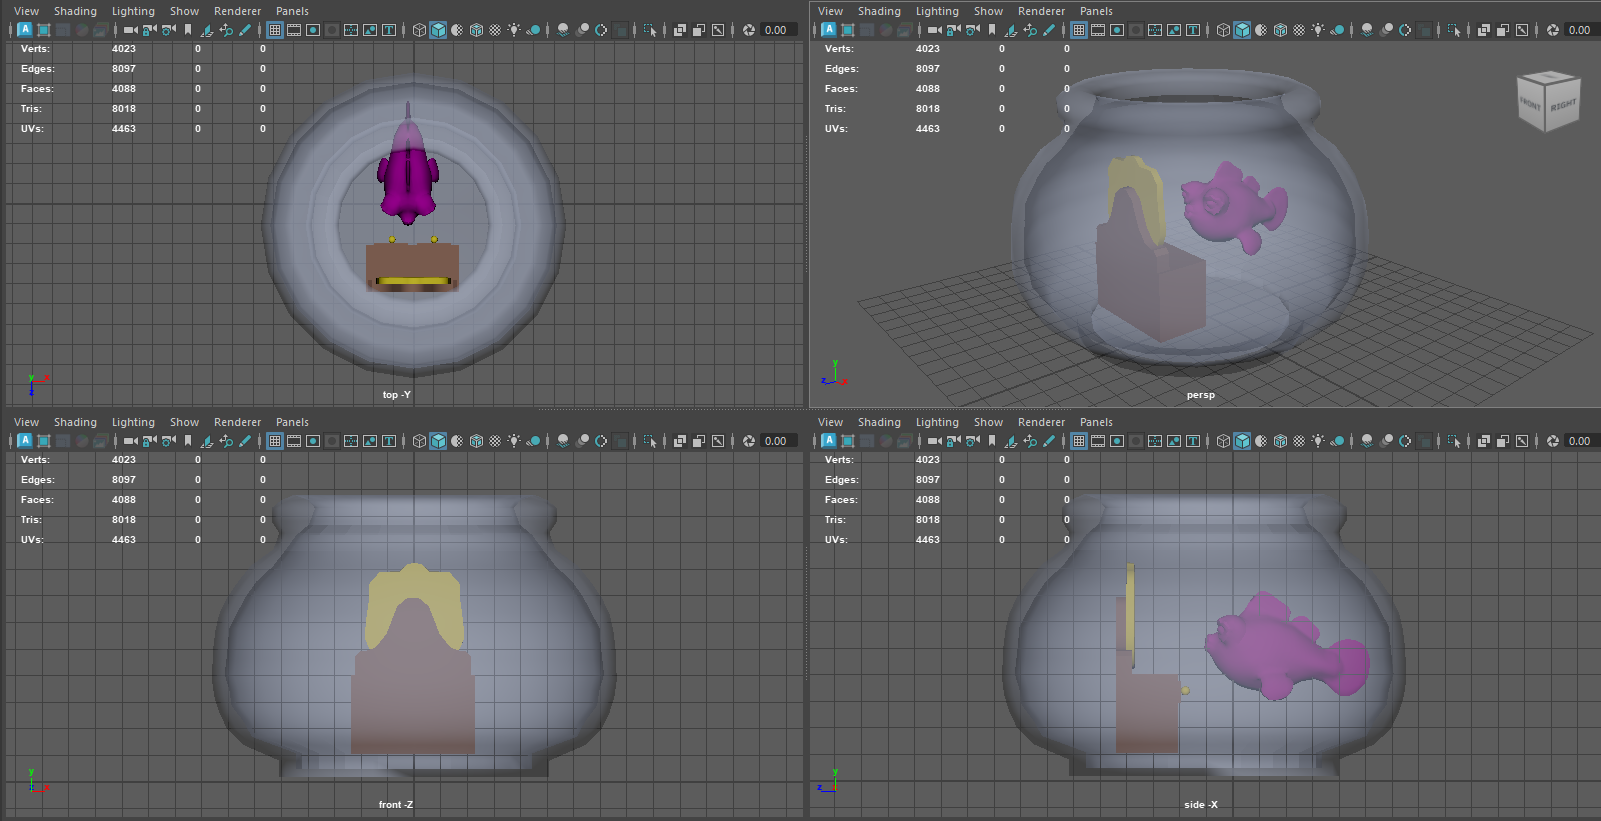 View Shading Lighting Show Renderer Panels
A T 0.00
Verts: 4023 0 0
Edges: 8097 0 0
Faces: 4088 0 0
Tris: 8018 0 0
UVs: 4463 0 0
y x
z
top -Y
View Shading Lighting Show Renderer Panels
A T 0.00
Verts: 4023 0 0
Edges: 8097 0 0
Faces: 4088 0 0
Tris: 8018 0 0
UVs: 4463 0 0
FRONT RIGHT
y
z x
persp
View Shading Lighting Show Renderer Panels
A T 0.00
Verts: 4023 0 0
Edges: 8097 0 0
Faces: 4088 0 0
Tris: 8018 0 0
UVs: 4463 0 0
y
z x
front -Z
View Shading Lighting Show Renderer Panels
A T 0.00
Verts: 4023 0 0
Edges: 8097 0 0
Faces: 4088 0 0
Tris: 8018 0 0
UVs: 4463 0 0
y
z x
side -X